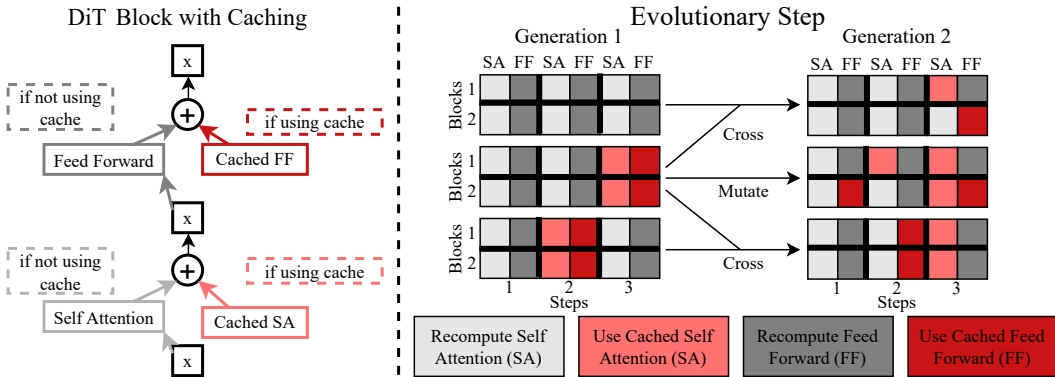 DiT Block with Caching
x
if not using
cache
+
if using cache
Feed Forward
Cached FF
x
if not using
cache
+
if using cache
Self Attention
Cached SA
x
Evolutionary Step
Generation 1
Generation 2
SA FF SA FF SA FF
SA FF SA FF SA FF
Blocks
1
2
Cross
Blocks
1
2
Mutate
Blocks
1
2
Cross
1 2 3
Steps
1 2 3
Steps
Recompute Self
Attention (SA)
Use Cached Self
Attention (SA)
Recompute Feed
Forward (FF)
Use Cached Feed
Forward (FF)